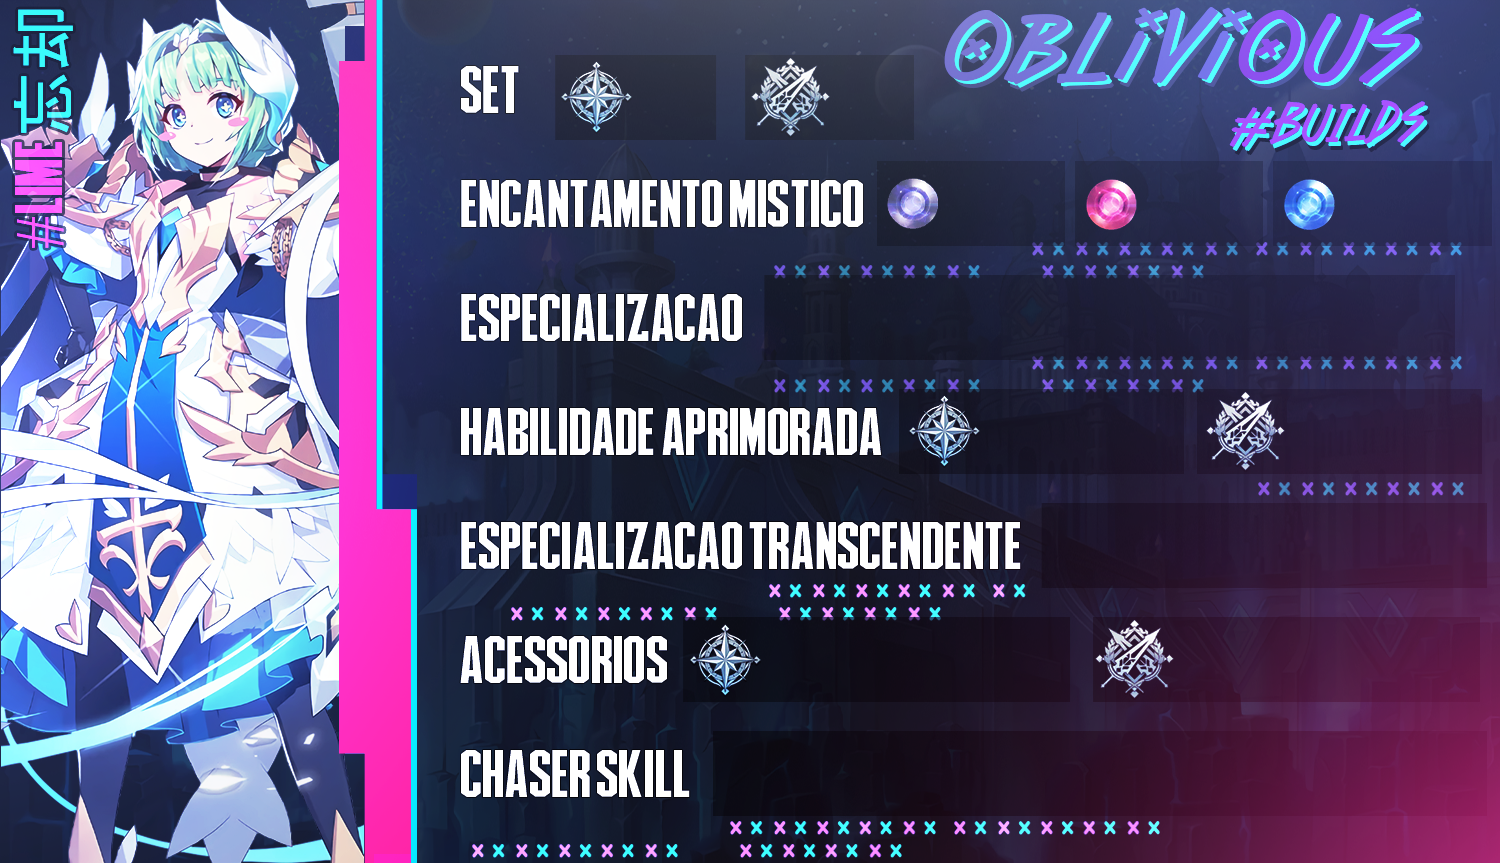 OBLIVIOUS
#BUILDS
#LIME忘却
SET
ENCANTAMENTO MISTICO
ESPECIALIZACAO
HABILIDADE APRIMORADA
ESPECIALIZACAO TRANSCENDENTE
ACESSORIOS
CHASER SKILL